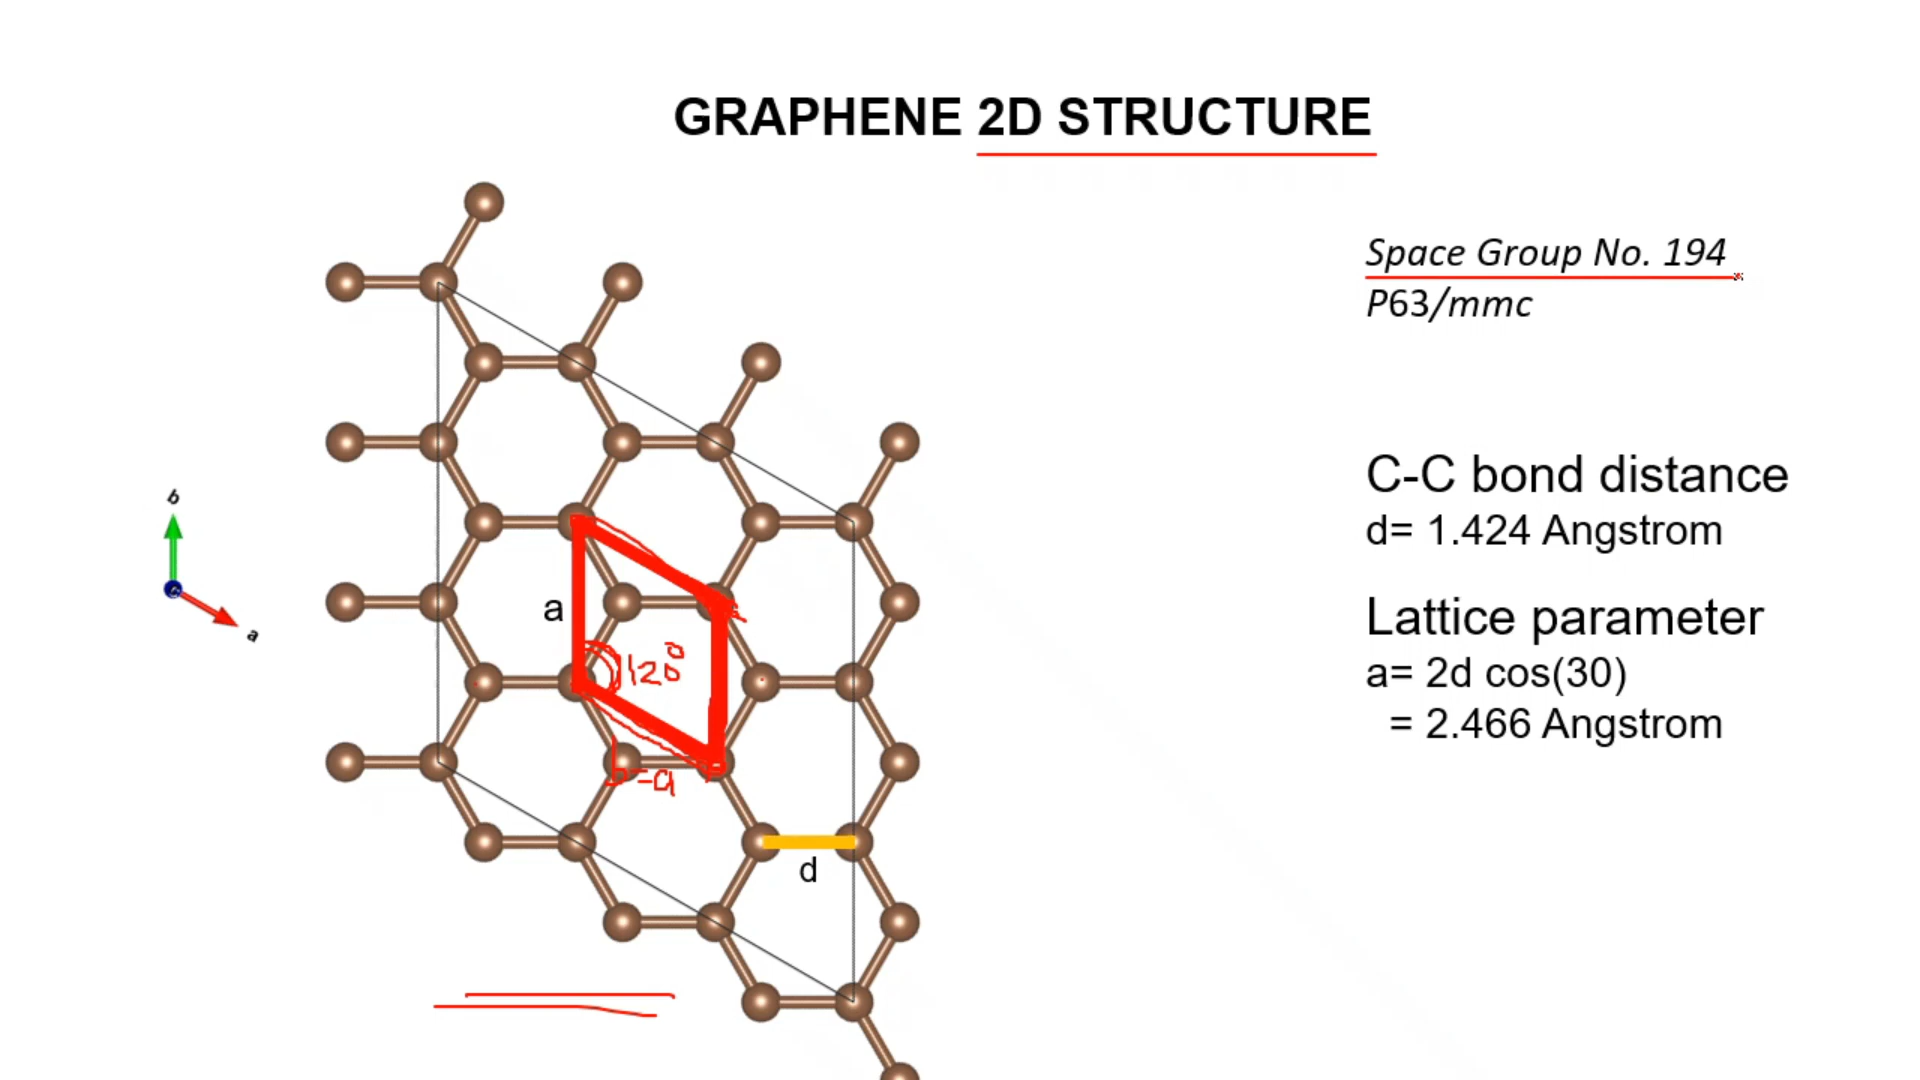 GRAPHENE 2D STRUCTURE
Space Group No. 194
P63/mmc
C-C bond distance
d= 1.424 Angstrom
b
a
a
120°
b=a
Lattice parameter
a= 2d cos(30)
= 2.466 Angstrom
d